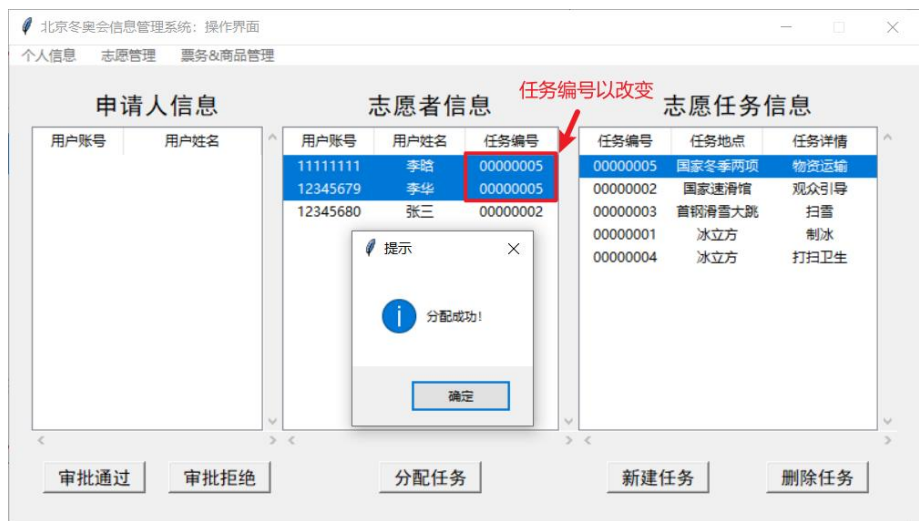 北京冬奥会信息管理系统：操作界面
个人信息 志愿管理 票务&商品管理
任务编号以改变
申请人信息 志愿者信息 志愿任务信息
用户账号 用户姓名 用户账号 用户姓名 任务编号 任务编号 任务地点 任务详情
11111111 李晗 00000005 00000005 国家冬季两项 物资运输
12345679 李华 00000005 00000002 国家速滑馆 观众引导
12345680 张三 00000002 00000003 首钢滑雪大跳 扫雪
00000001 冰立方 制冰
00000004 冰立方 打扫卫生
提示
分配成功!
确定
审批通过 审批拒绝 分配任务 新建任务 删除任务